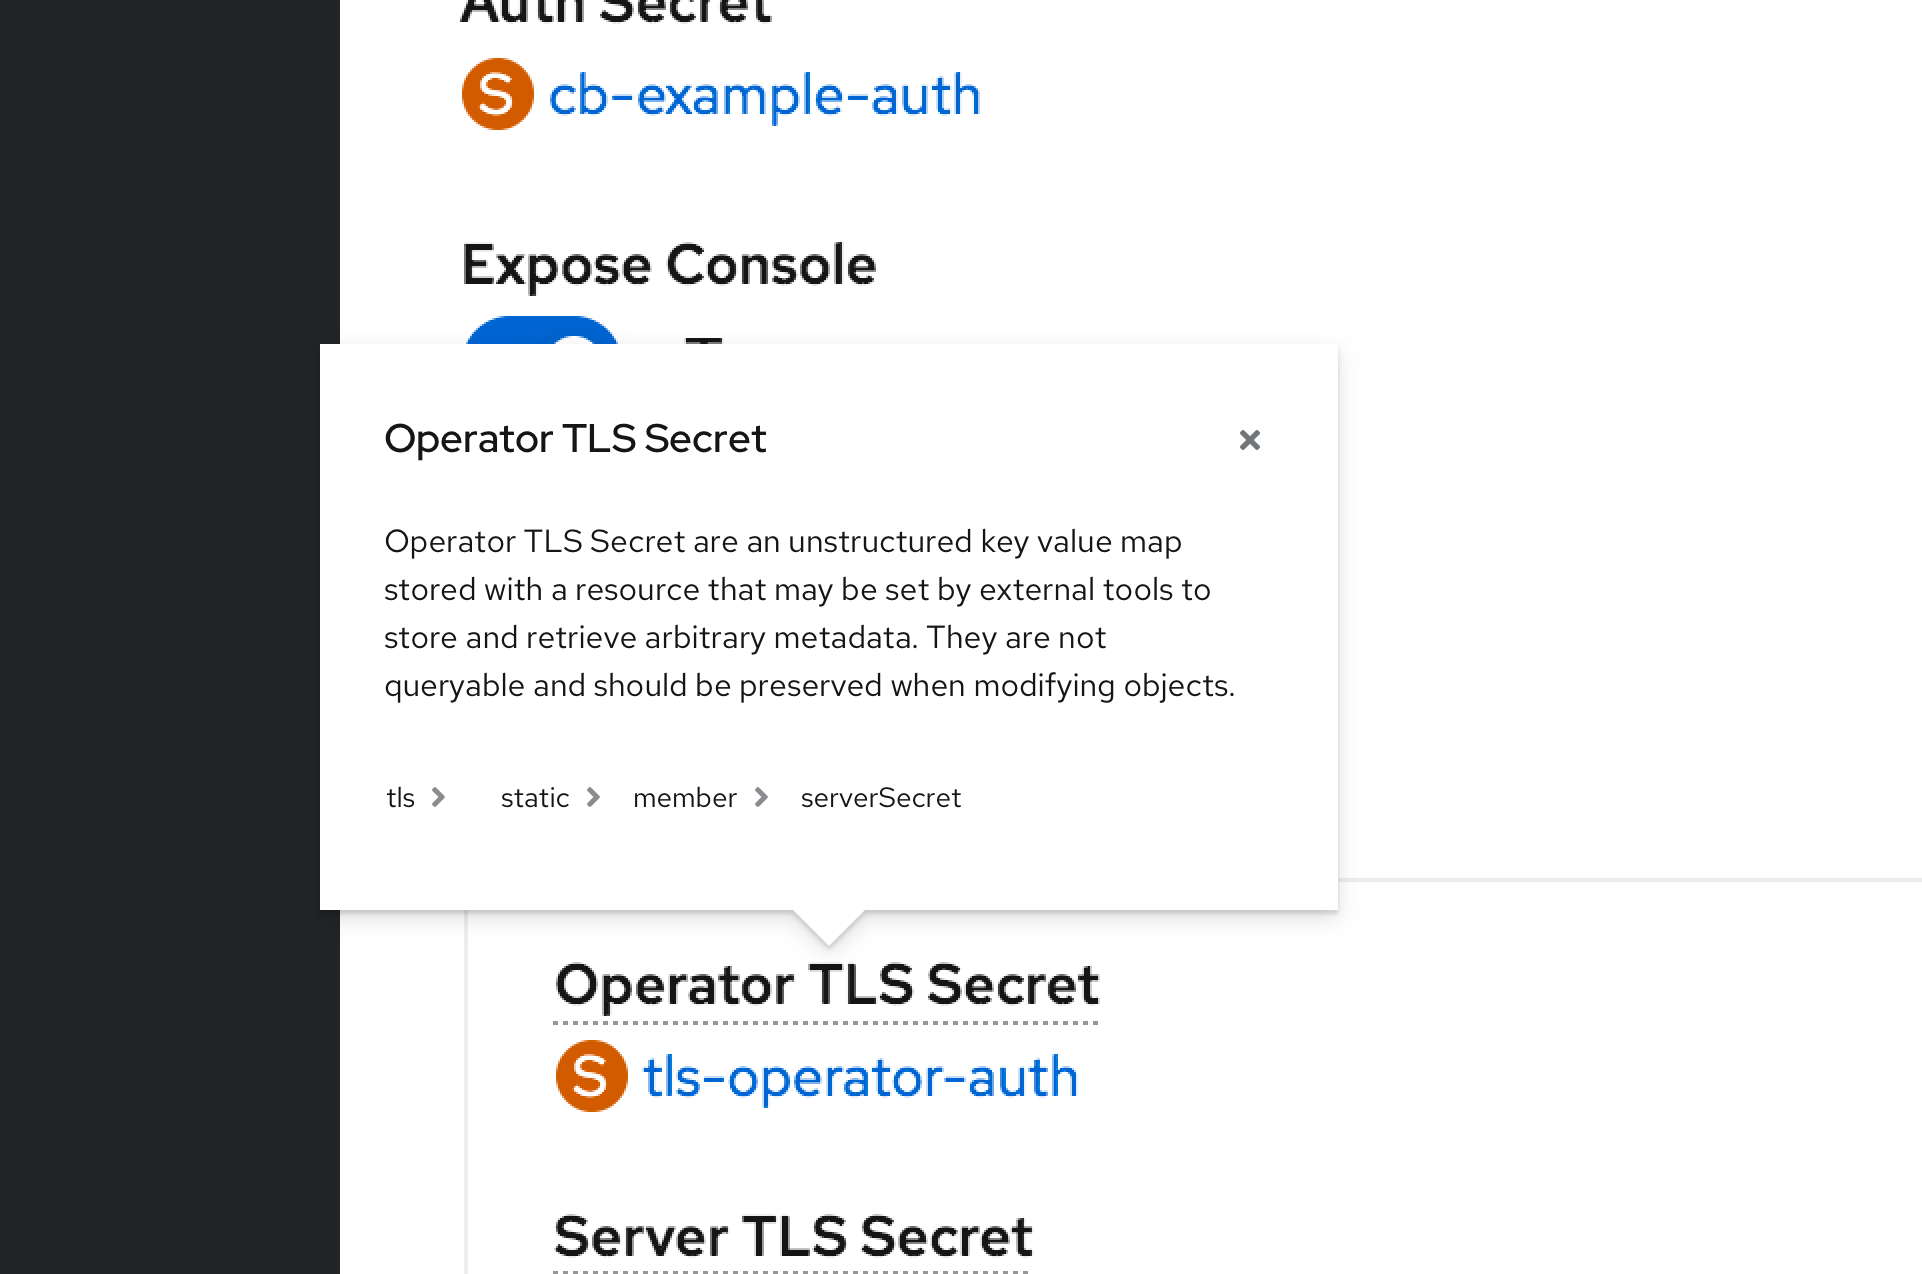 Auth Secret
S cb-example-auth
Expose Console
Operator TLS Secret
Operator TLS Secret are an unstructured key value map
stored with a resource that may be set by external tools to
store and retrieve arbitrary metadata. They are not
queryable and should be preserved when modifying objects.
tls static member serverSecret
Operator TLS Secret
S tls-operator-auth
Server TLS Secret